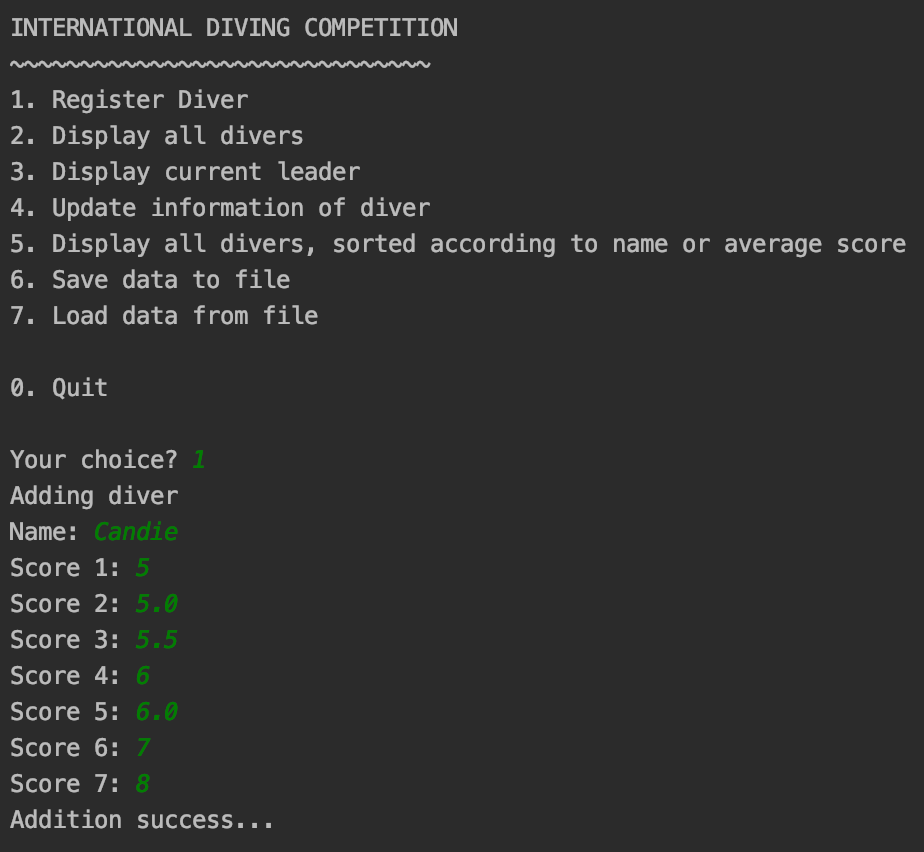 INTERNATIONAL DIVING COMPETITION
~~~~~~~~~~~~~~~~~~~~~~~~~~~~~~
1. Register Diver
2. Display all divers
3. Display current leader
4. Update information of diver
5. Display all divers, sorted according to name or average score
6. Save data to file
7. Load data from file
0. Quit
Your choice? 1
Adding diver
Name: Candie
Score 1: 5
Score 2: 5.0
Score 3: 5.5
Score 4: 6
Score 5: 6.0
Score 6: 7
Score 7: 8
Addition success...